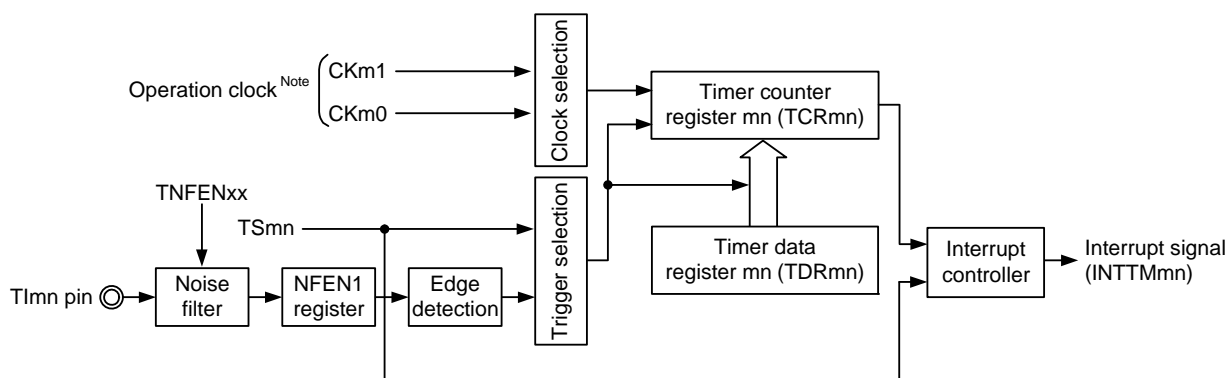 Operation clock Note
CKm1
CKm0
Clock selection
Timer counter
register mn (TCRmn)
TNFENxx
TSmn
Trigger selection
Timer data
register mn (TDRmn)
Interrupt
controller
Interrupt signal
(INTTMmn)
TImn pin
Noise
filter
NFEN1
register
Edge
detection